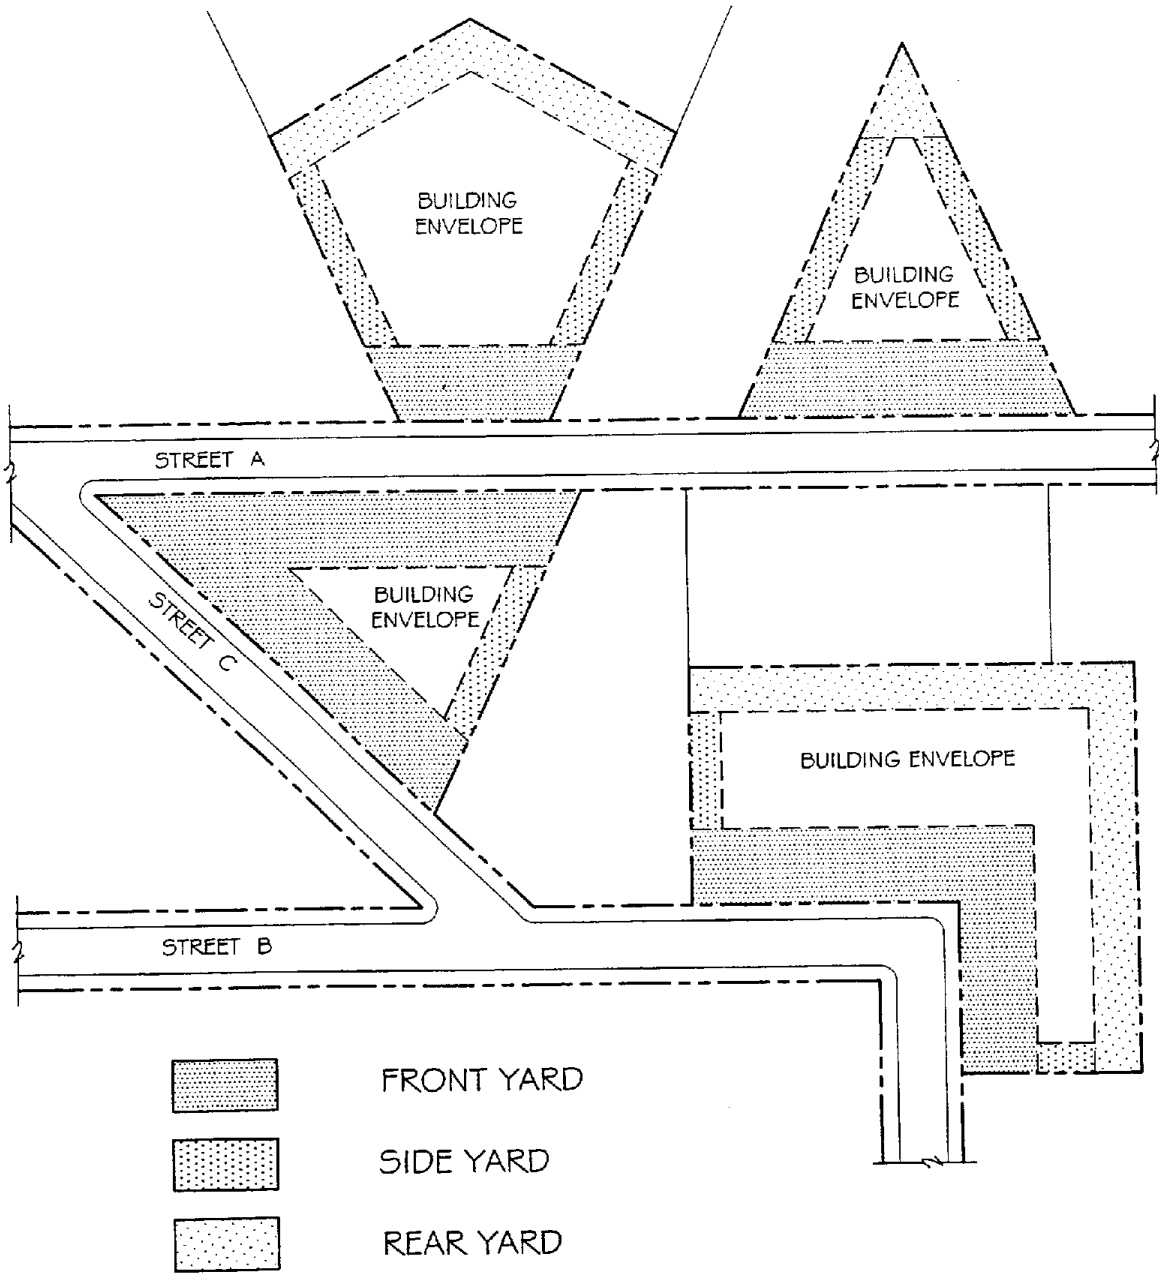 BUILDING
ENVELOPE
BUILDING
ENVELOPE
STREET A
BUILDING
ENVELOPE
STREET C
BUILDING ENVELOPE
STREET B
FRONT YARD
SIDE YARD
REAR YARD